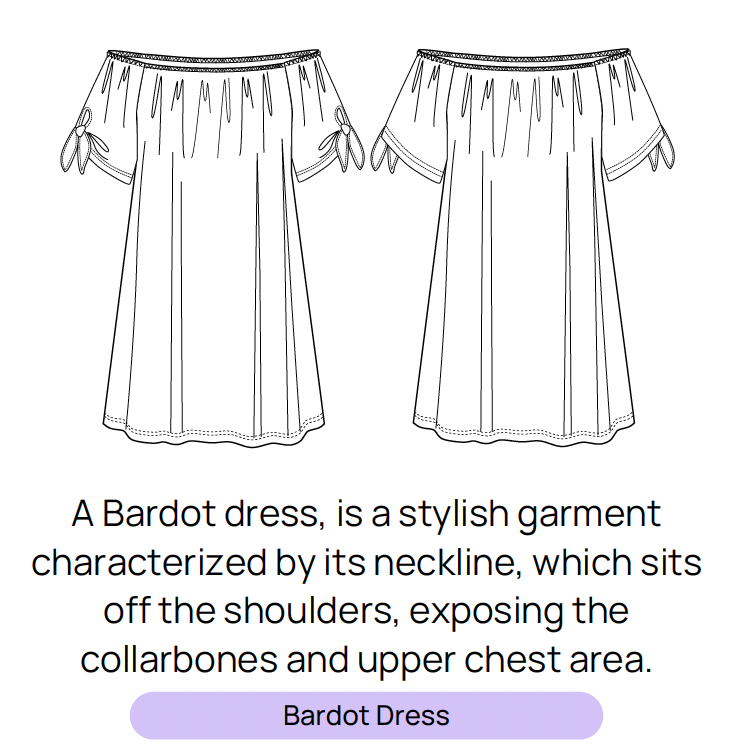 A Bardot dress, is a stylish garment
characterized by its neckline, which sits
off the shoulders, exposing the
collarbones and upper chest area.
Bardot Dress